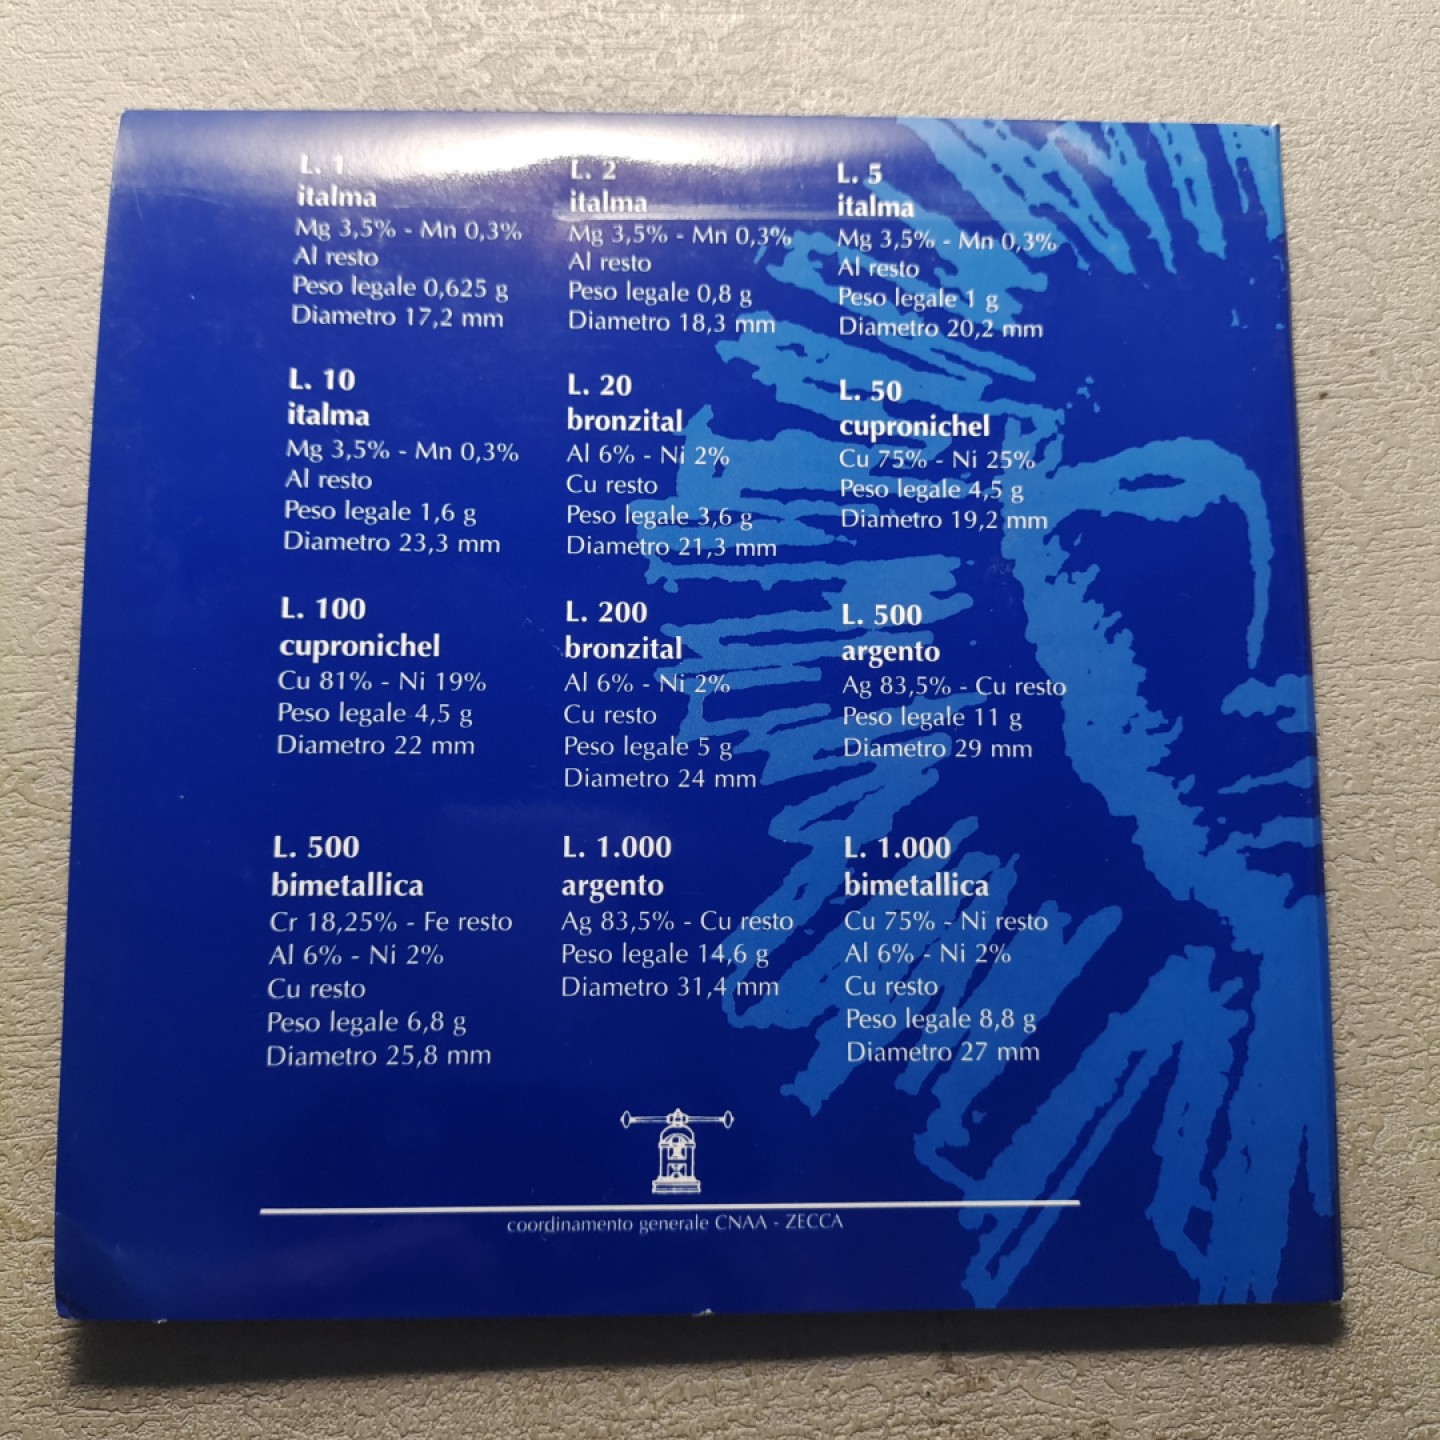 L. 1
italma
Mg 3,5% - Mn 0,3%
Al resto
Peso legale 0,625 g
Diametro 17,2 mm
L. 2
italma
Mg 3,5% - Mn 0,3%
Al resto
Peso legale 0,8 g
Diametro 18,3 mm
L. 5
italma
Mg 3,5% - Mn 0,3%
Al resto
Peso legale 1 g
Diametro 20,2 mm
L. 10
italma
Mg 3,5% - Mn 0,3%
Al resto
Peso legale 1,6 g
Diametro 23,3 mm
L. 20
bronzital
Al 6% - Ni 2%
Cu resto
Peso legale 3,6 g
Diametro 21,3 mm
L. 50
cupronichel
Cu 75% - Ni 25%
Peso legale 4,5 g
Diametro 19,2 mm
L. 100
cupronichel
Cu 81% - Ni 19%
Peso legale 4,5 g
Diametro 22 mm
L. 200
bronzital
Al 6% - Ni 2%
Cu resto
Peso legale 5 g
Diametro 24 mm
L. 500
argento
Ag 83,5% - Cu resto
Peso legale 11 g
Diametro 29 mm
L. 500
bimetallica
Cr 18,25% - Fe resto
Al 6% - Ni 2%
Cu resto
Peso legale 6,8 g
Diametro 25,8 mm
L. 1.000
argento
Ag 83,5% - Cu resto
Peso legale 14,6 g
Diametro 31,4 mm
L. 1.000
bimetallica
Cu 75% - Ni resto
Al 6% - Ni 2%
Cu resto
Peso legale 8,8 g
Diametro 27 mm
coordinamento generale CNAA - ZECCA